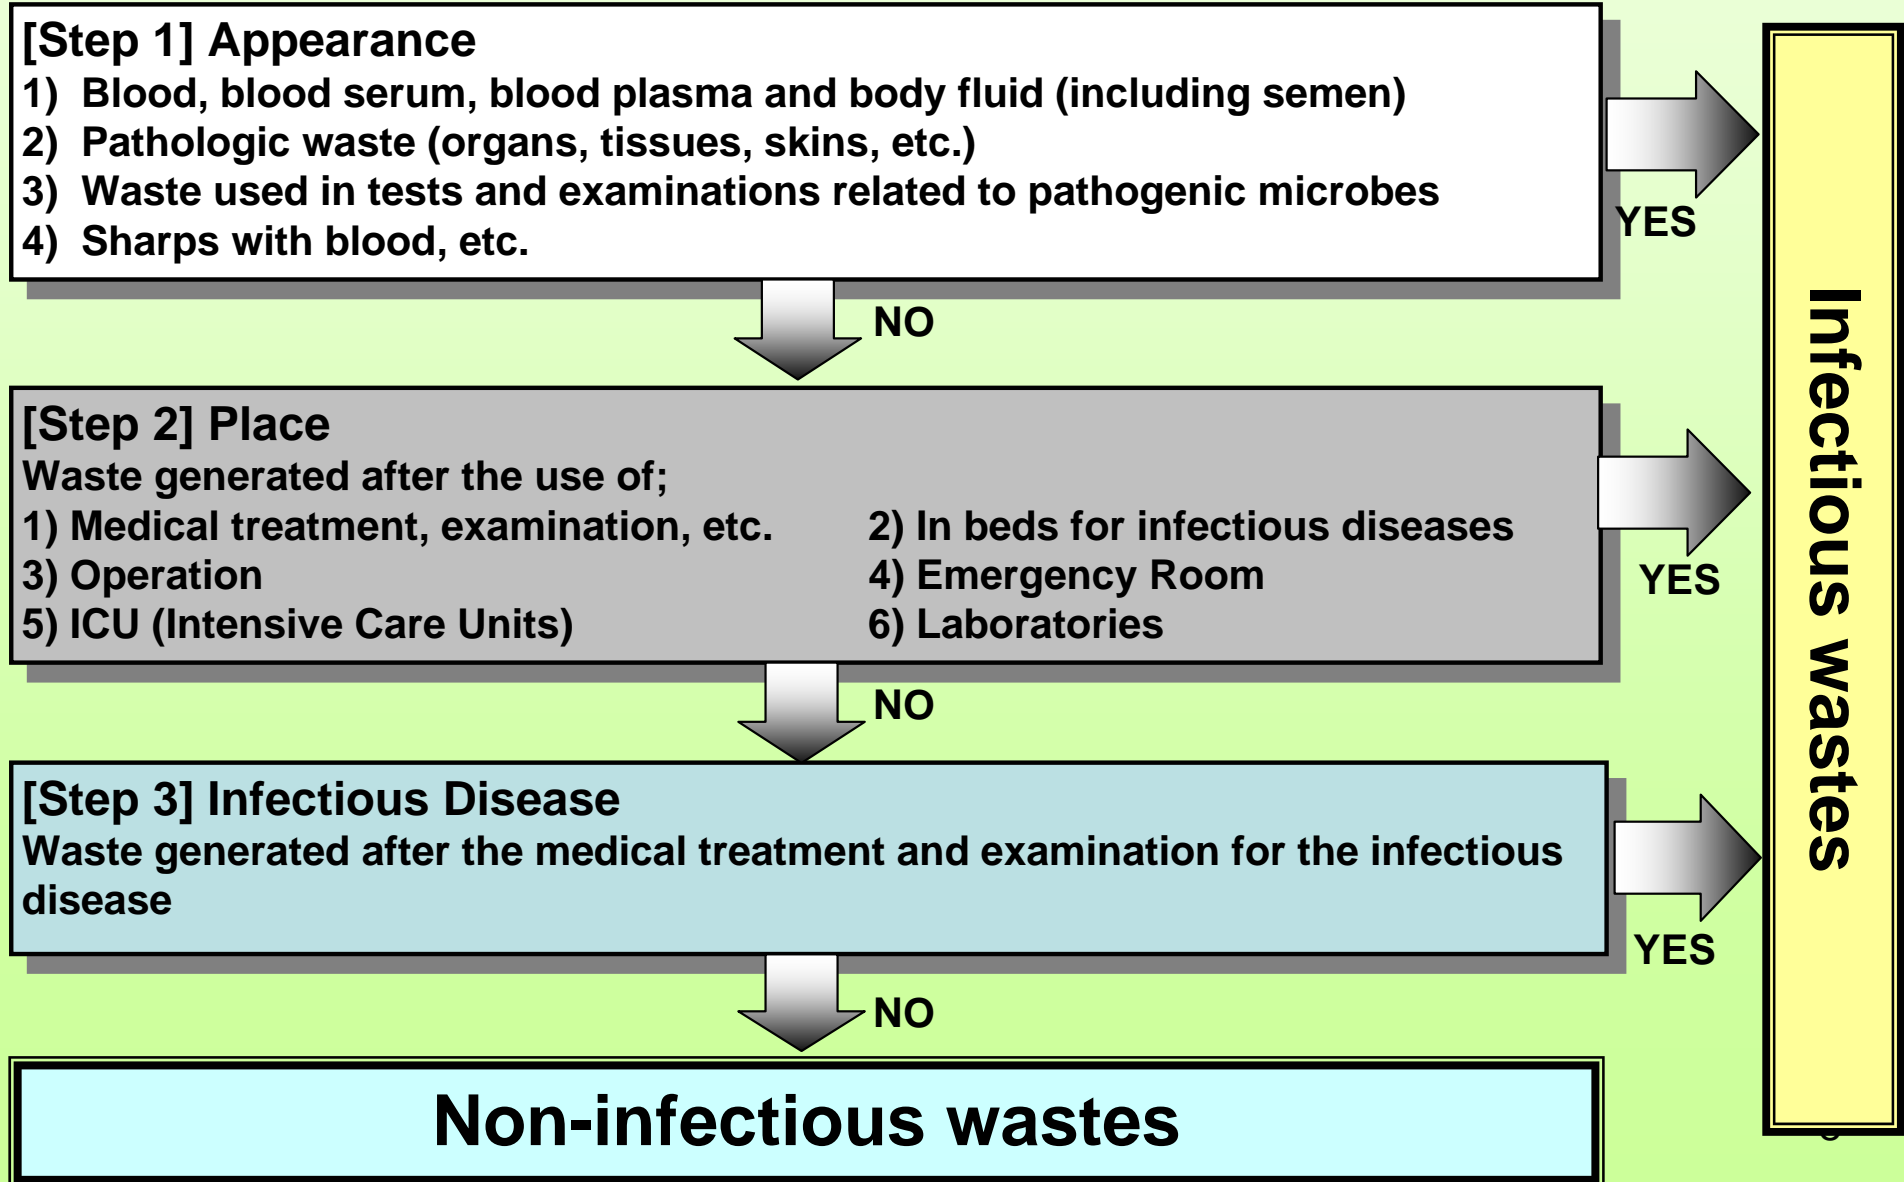 [Step 1] Appearance
1) Blood, blood serum, blood plasma and body fluid (including semen)
2) Pathologic waste (organs, tissues, skins, etc.)
3) Waste used in tests and examinations related to pathogenic microbes
4) Sharps with blood, etc.
YES
NO
[Step 2] Place
Waste generated after the use of;
1) Medical treatment, examination, etc. 2) In beds for infectious diseases
3) Operation 4) Emergency Room
5) ICU (Intensive Care Units) 6) Laboratories
YES
NO
[Step 3] Infectious Disease
Waste generated after the medical treatment and examination for the infectious
disease
YES
NO
Non-infectious wastes
Infectious wastes